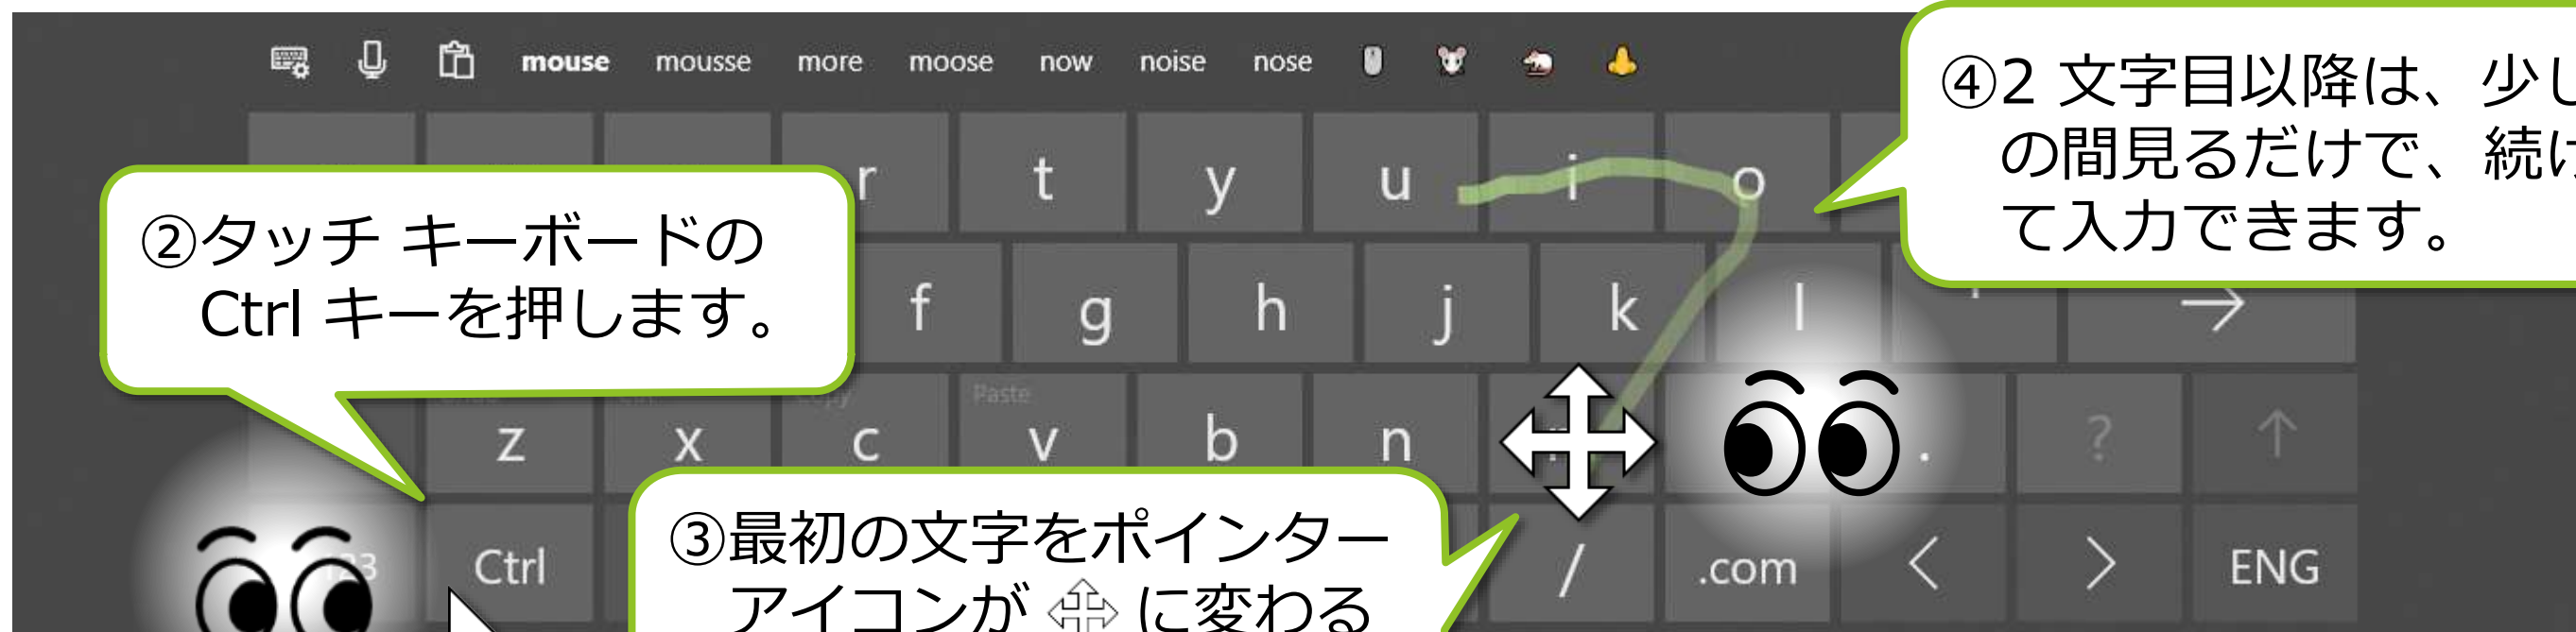 mouse mousse more moose now noise nose
r t y u i o
④2 文字目以降は、少し
の間見るだけで、続け
て入力できます。
②タッチ キーボードの
Ctrl キーを押します。
f g h j k l
Paste
z x c v b n . ?
123 Ctrl / .com < > ENG
③最初の文字をポインター
アイコンが に変わる